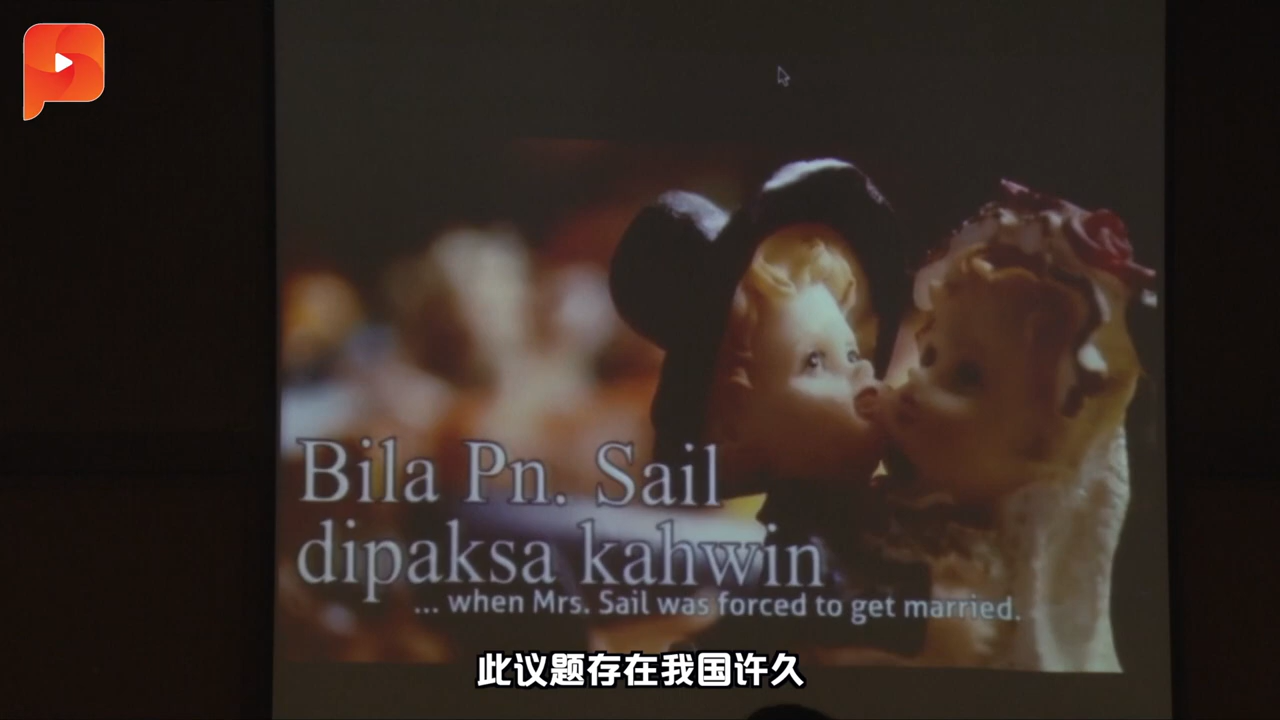 Bila Pn. Sail
dipaksa kahwin
... when Mrs. Sail was forced to get married.
此议题存在我国许久